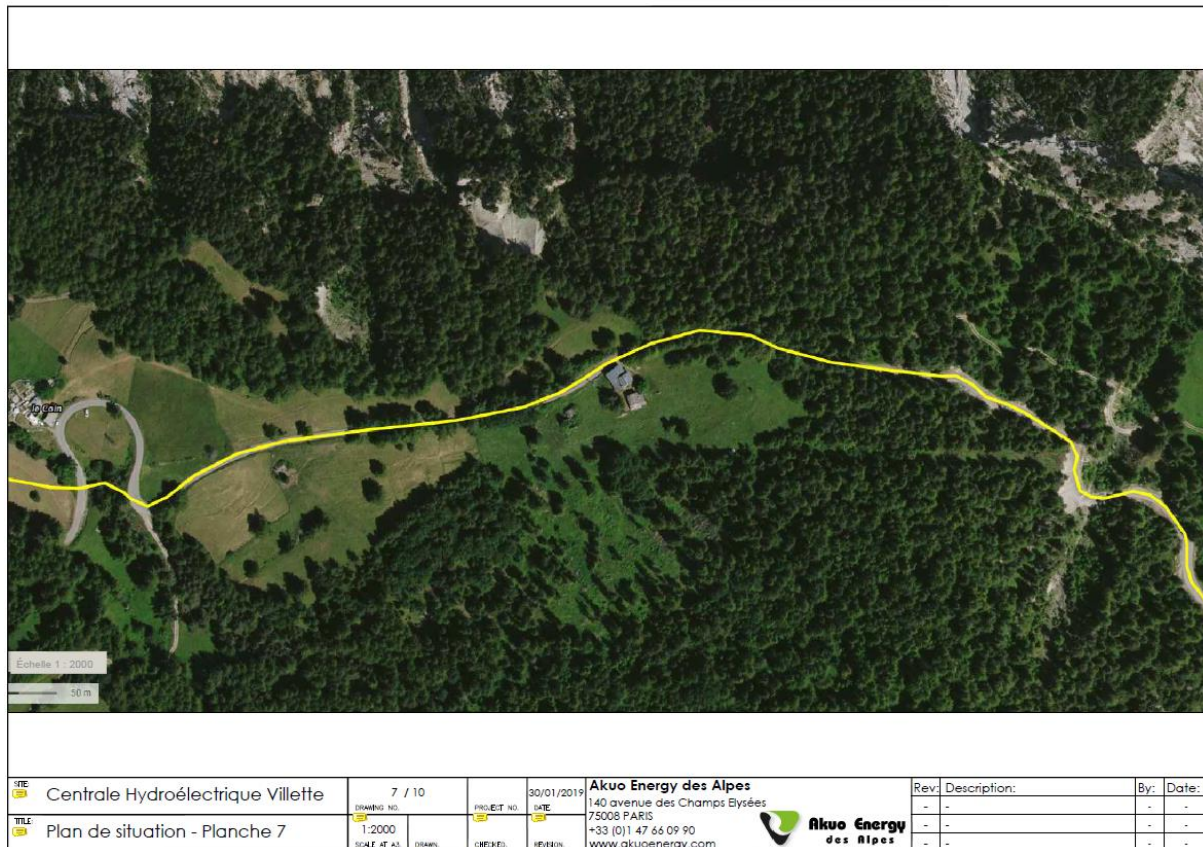 le Coin
Échelle 1 : 2000
50 m
SITE:
Centrale Hydroélectrique Villette
7 / 10
DRAWING NO.
PROJECT NO.
30/01/2019
DATE
TITLE:
Plan de situation - Planche 7
1:2000
SCALE AT A3.
DRAWN.
CHECKED.
REVISION.
Akuo Energy des Alpes
140 avenue des Champs Elysées
75008 PARIS
+33 (0)1 47 66 09 90
www.akuoenergy.com
Akuo Energy
des Alpes
Rev: Description: By: Date:
- - - -
- - - -
- - - -